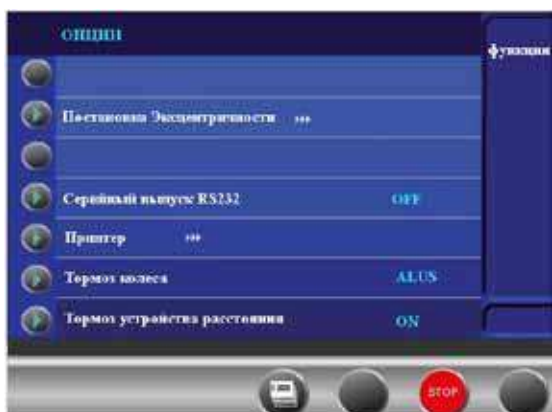 ОПЦИИ
функции
Постановка Эксцентричности >>>
Серийный выпуск RS232 OFF
Принтер >>>
Тормоз колеса ALUS
Тормоз устройства расстояния ON
STOP